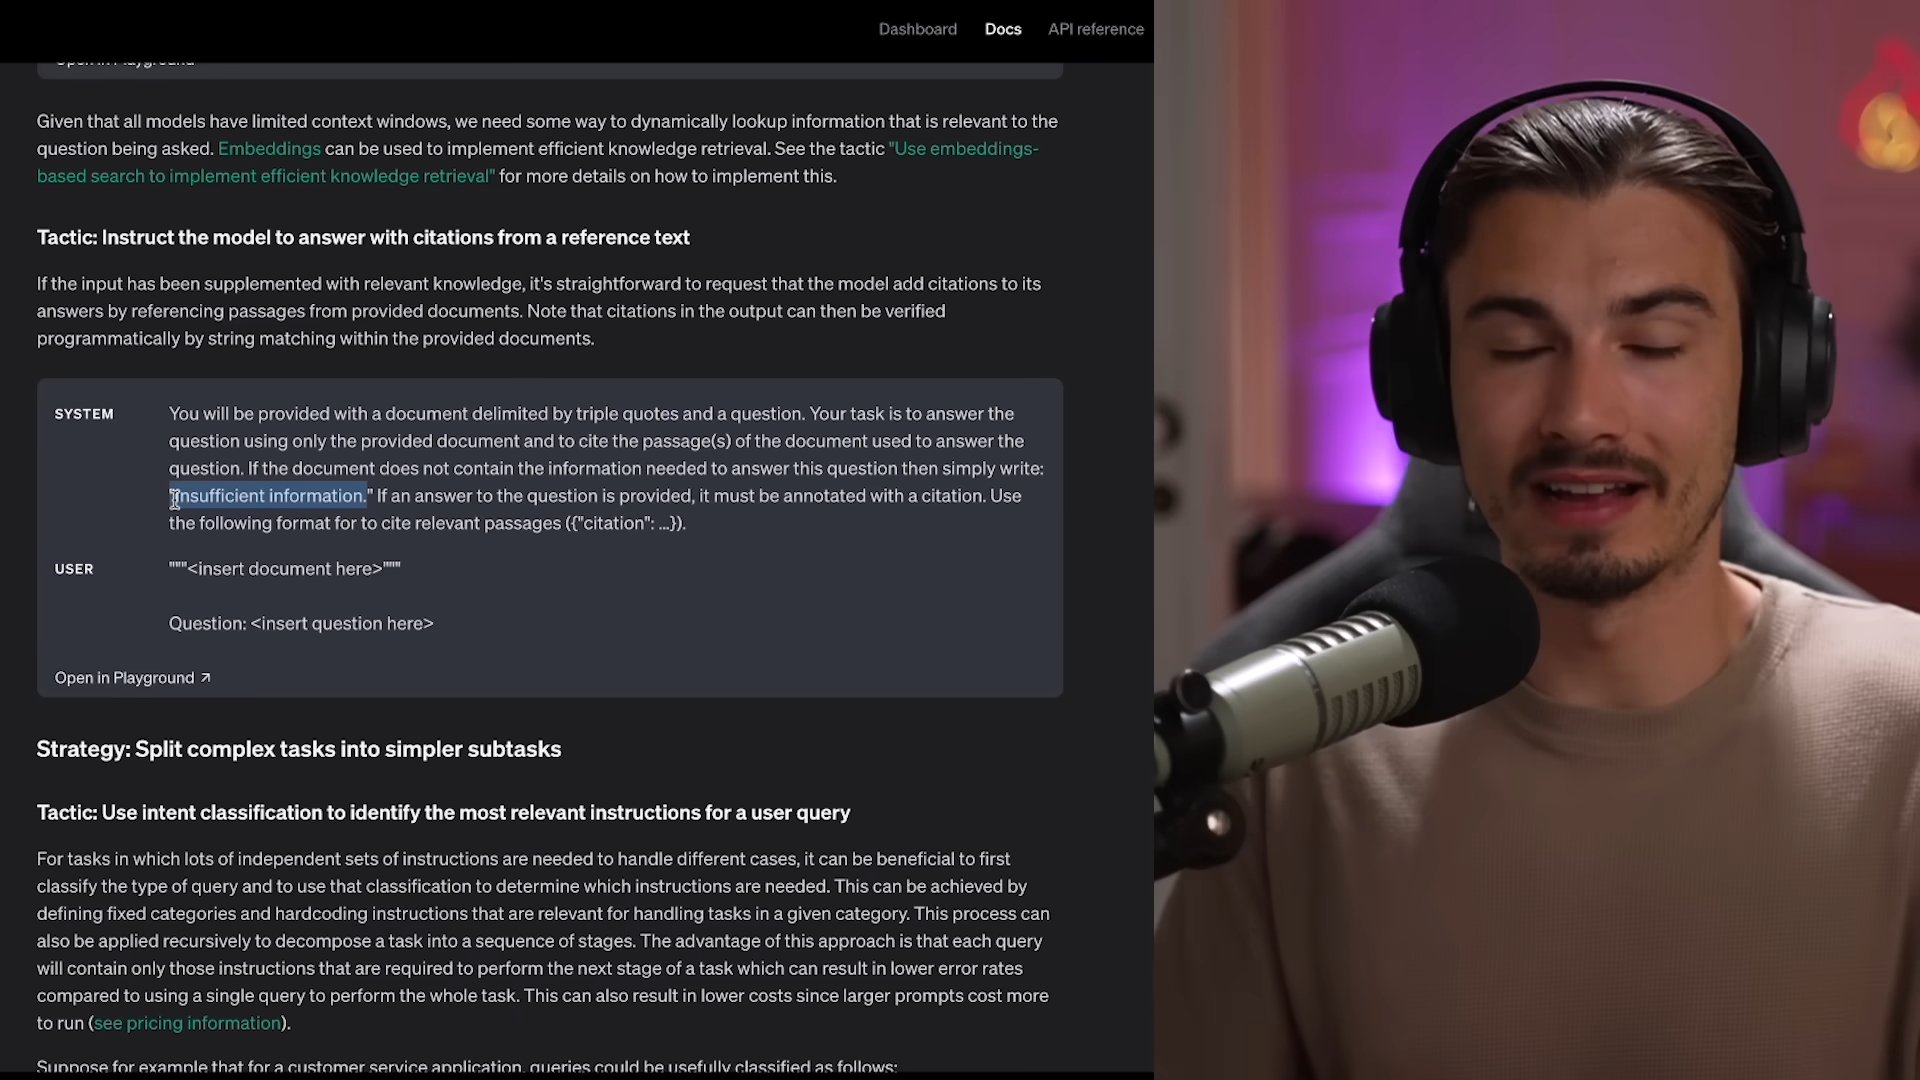 Dashboard Docs API reference
Open in Playground
Given that all models have limited context windows, we need some way to dynamically lookup information that is relevant to the
question being asked. Embeddings can be used to implement efficient knowledge retrieval. See the tactic "Use embeddings-
based search to implement efficient knowledge retrieval" for more details on how to implement this.
Tactic: Instruct the model to answer with citations from a reference text
If the input has been supplemented with relevant knowledge, it's straightforward to request that the model add citations to its
answers by referencing passages from provided documents. Note that citations in the output can then be verified
programmatically by string matching within the provided documents.
SYSTEM
You will be provided with a document delimited by triple quotes and a question. Your task is to answer the
question using only the provided document and to cite the passage(s) of the document used to answer the
question. If the document does not contain the information needed to answer this question then simply write:
"Insufficient information." If an answer to the question is provided, it must be annotated with a citation. Use
the following format for to cite relevant passages ({"citation": …}).
USER
"""<insert document here>"""
Question: <insert question here>
Open in Playground ↗
Strategy: Split complex tasks into simpler subtasks
Tactic: Use intent classification to identify the most relevant instructions for a user query
For tasks in which lots of independent sets of instructions are needed to handle different cases, it can be beneficial to first
classify the type of query and to use that classification to determine which instructions are needed. This can be achieved by
defining fixed categories and hardcoding instructions that are relevant for handling tasks in a given category. This process can
also be applied recursively to decompose a task into a sequence of stages. The advantage of this approach is that each query
will contain only those instructions that are required to perform the next stage of a task which can result in lower error rates
compared to using a single query to perform the whole task. This can also result in lower costs since larger prompts cost more
to run (see pricing information).
Suppose for example that for a customer service application, queries could be usefully classified as follows: